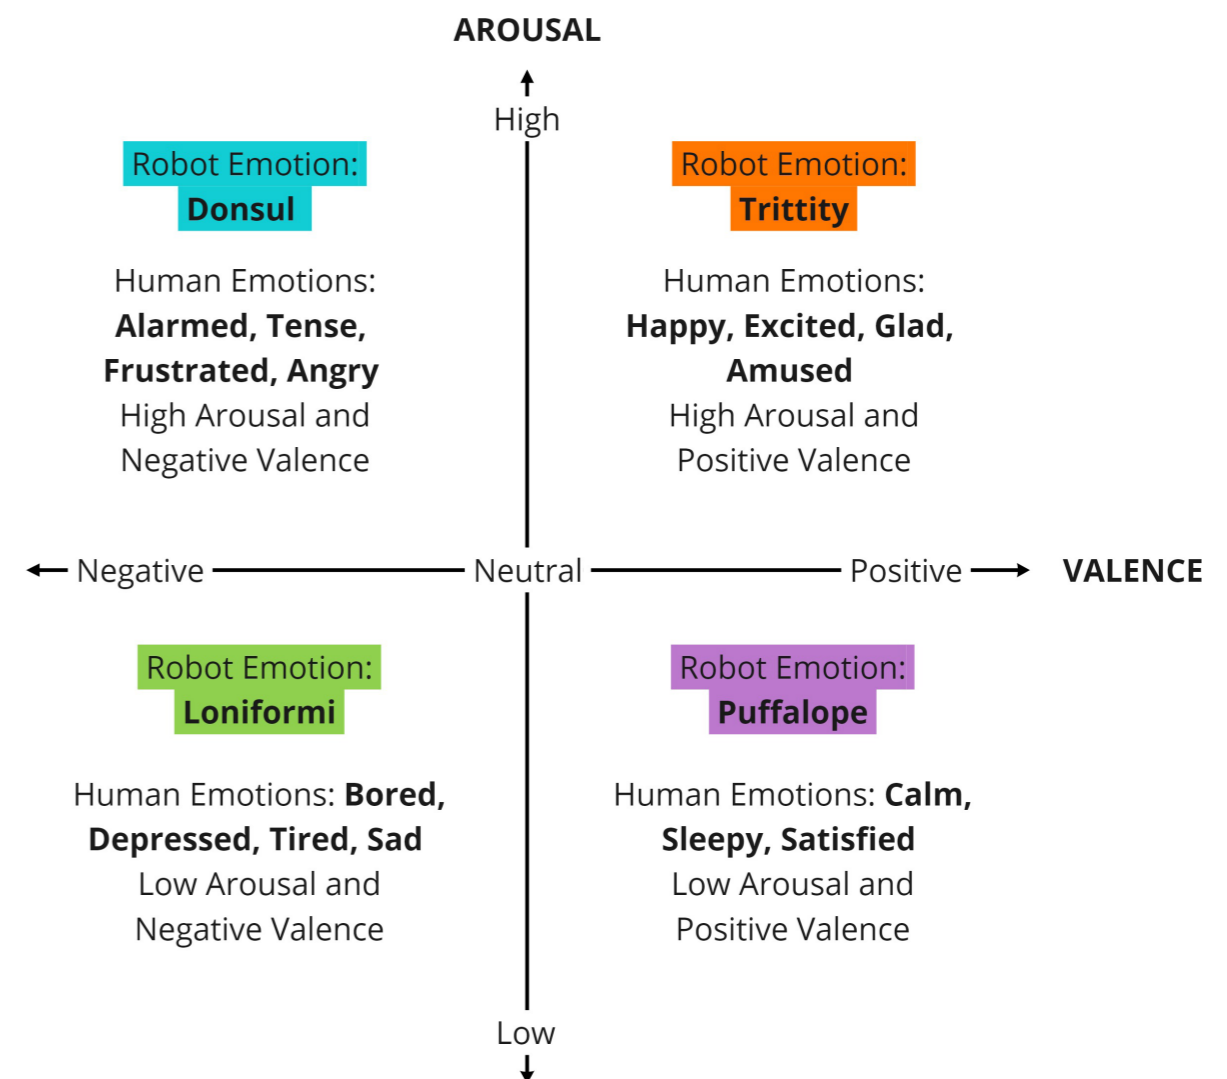 AROUSAL
High
Robot Emotion:
Donsul
Human Emotions:
Alarmed, Tense,
Frustrated, Angry
High Arousal and
Negative Valence
Robot Emotion:
Trittity
Human Emotions:
Happy, Excited, Glad,
Amused
High Arousal and
Positive Valence
Negative
Neutral
Positive
VALENCE
Robot Emotion:
Loniformi
Human Emotions: Bored,
Depressed, Tired, Sad
Low Arousal and
Negative Valence
Robot Emotion:
Puffalope
Human Emotions: Calm,
Sleepy, Satisfied
Low Arousal and
Positive Valence
Low